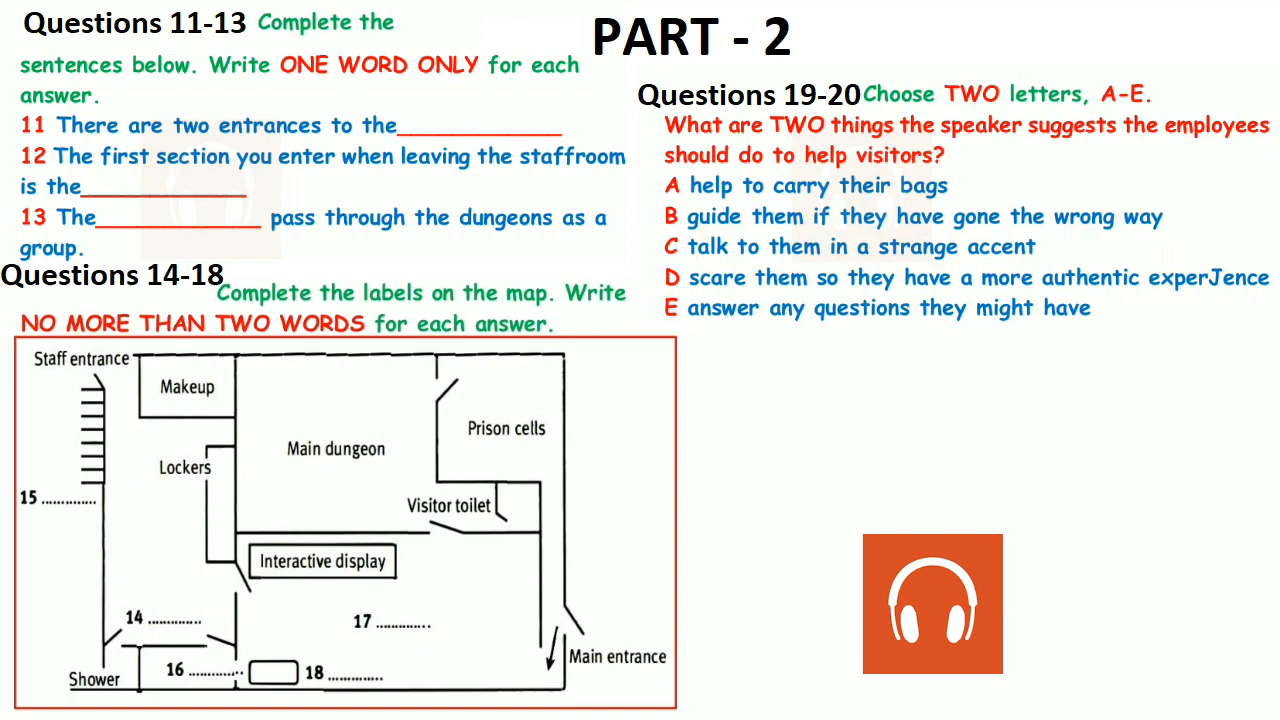 PART - 2
Questions 11-13 Complete the
sentences below. Write ONE WORD ONLY for each
answer.
11 There are two entrances to the____________
12 The first section you enter when leaving the staffroom
is the____________
13 The____________ pass through the dungeons as a
group.
Questions 14-18
Complete the labels on the map. Write
NO MORE THAN TWO WORDS for each answer.
Staff entrance
Makeup
Prison cells
Main dungeon
Lockers
15 ..............
Visitor toilet
Interactive display
14 .............
17 .............
Main entrance
16 .............
18 .............
Shower
Questions 19-20 Choose TWO letters, A-E.
What are TWO things the speaker suggests the employees
should do to help visitors?
A help to carry their bags
B guide them if they have gone the wrong way
C talk to them in a strange accent
D scare them so they have a more authentic experJence
E answer any questions they might have